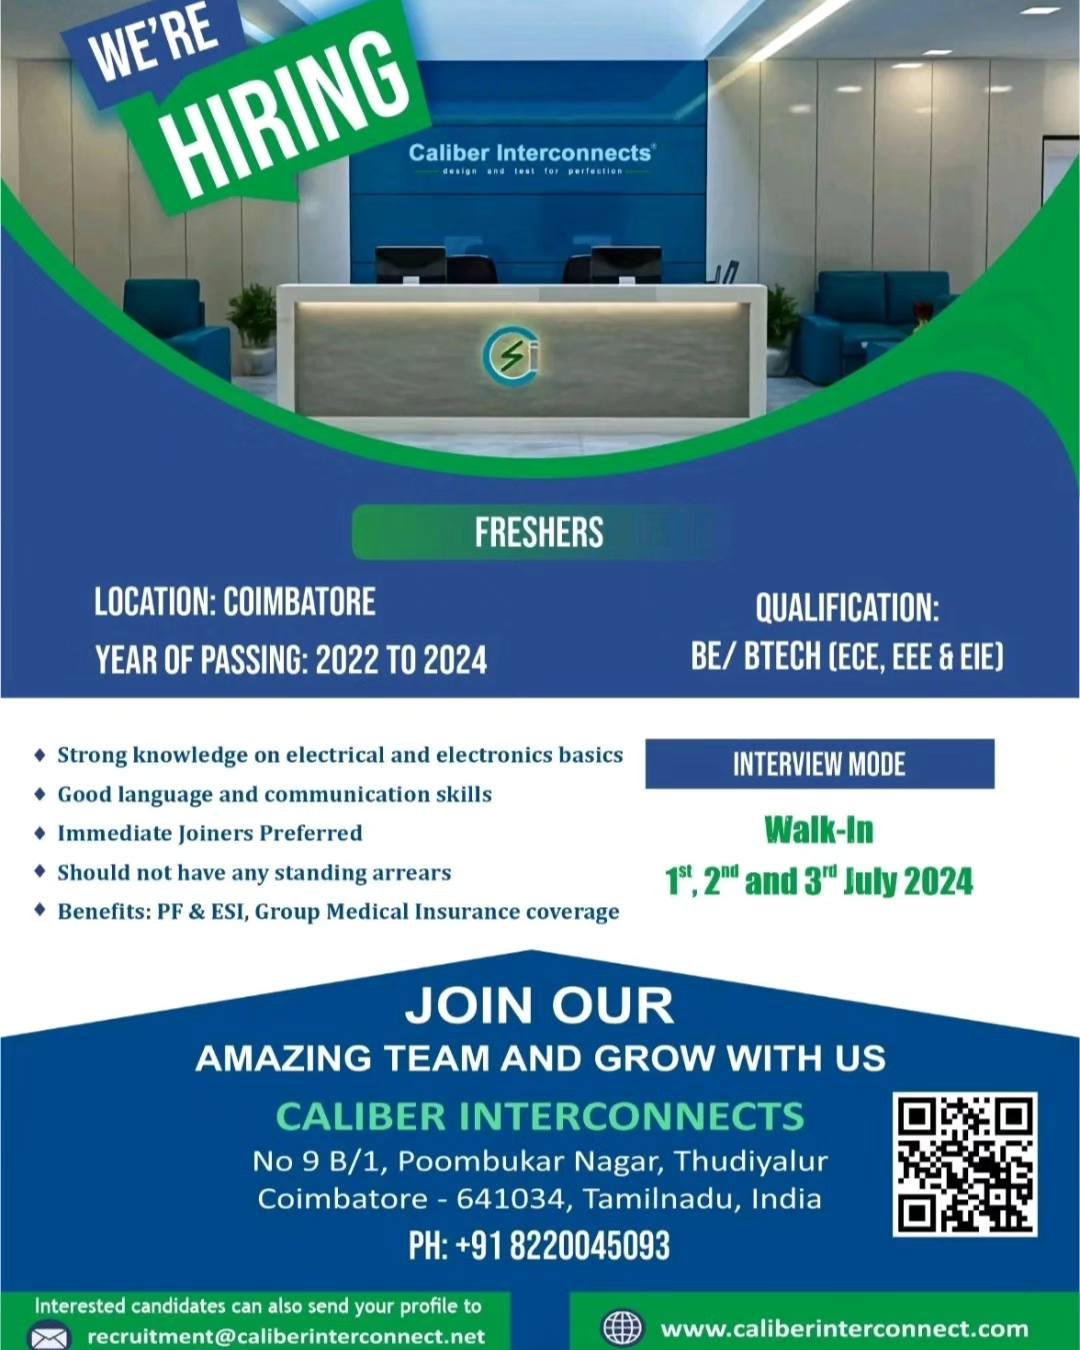 WE'RE
HIRING
Caliber Interconnects®
design and test for perfection
FRESHERS
LOCATION: COIMBATORE
YEAR OF PASSING: 2022 TO 2024
QUALIFICATION:
BE/ BTECH (ECE, EEE & EIE)
♦ Strong knowledge on electrical and electronics basics
♦ Good language and communication skills
♦ Immediate Joiners Preferred
♦ Should not have any standing arrears
♦ Benefits: PF & ESI, Group Medical Insurance coverage
INTERVIEW MODE
Walk-In
1st, 2nd and 3rd July 2024
JOIN OUR
AMAZING TEAM AND GROW WITH US
CALIBER INTERCONNECTS
No 9 B/1, Poombukar Nagar, Thudiyalur
Coimbatore - 641034, Tamilnadu, India
PH: +91 8220045093
Interested candidates can also send your profile to
recruitment@caliberinterconnect.net
www.caliberinterconnect.com